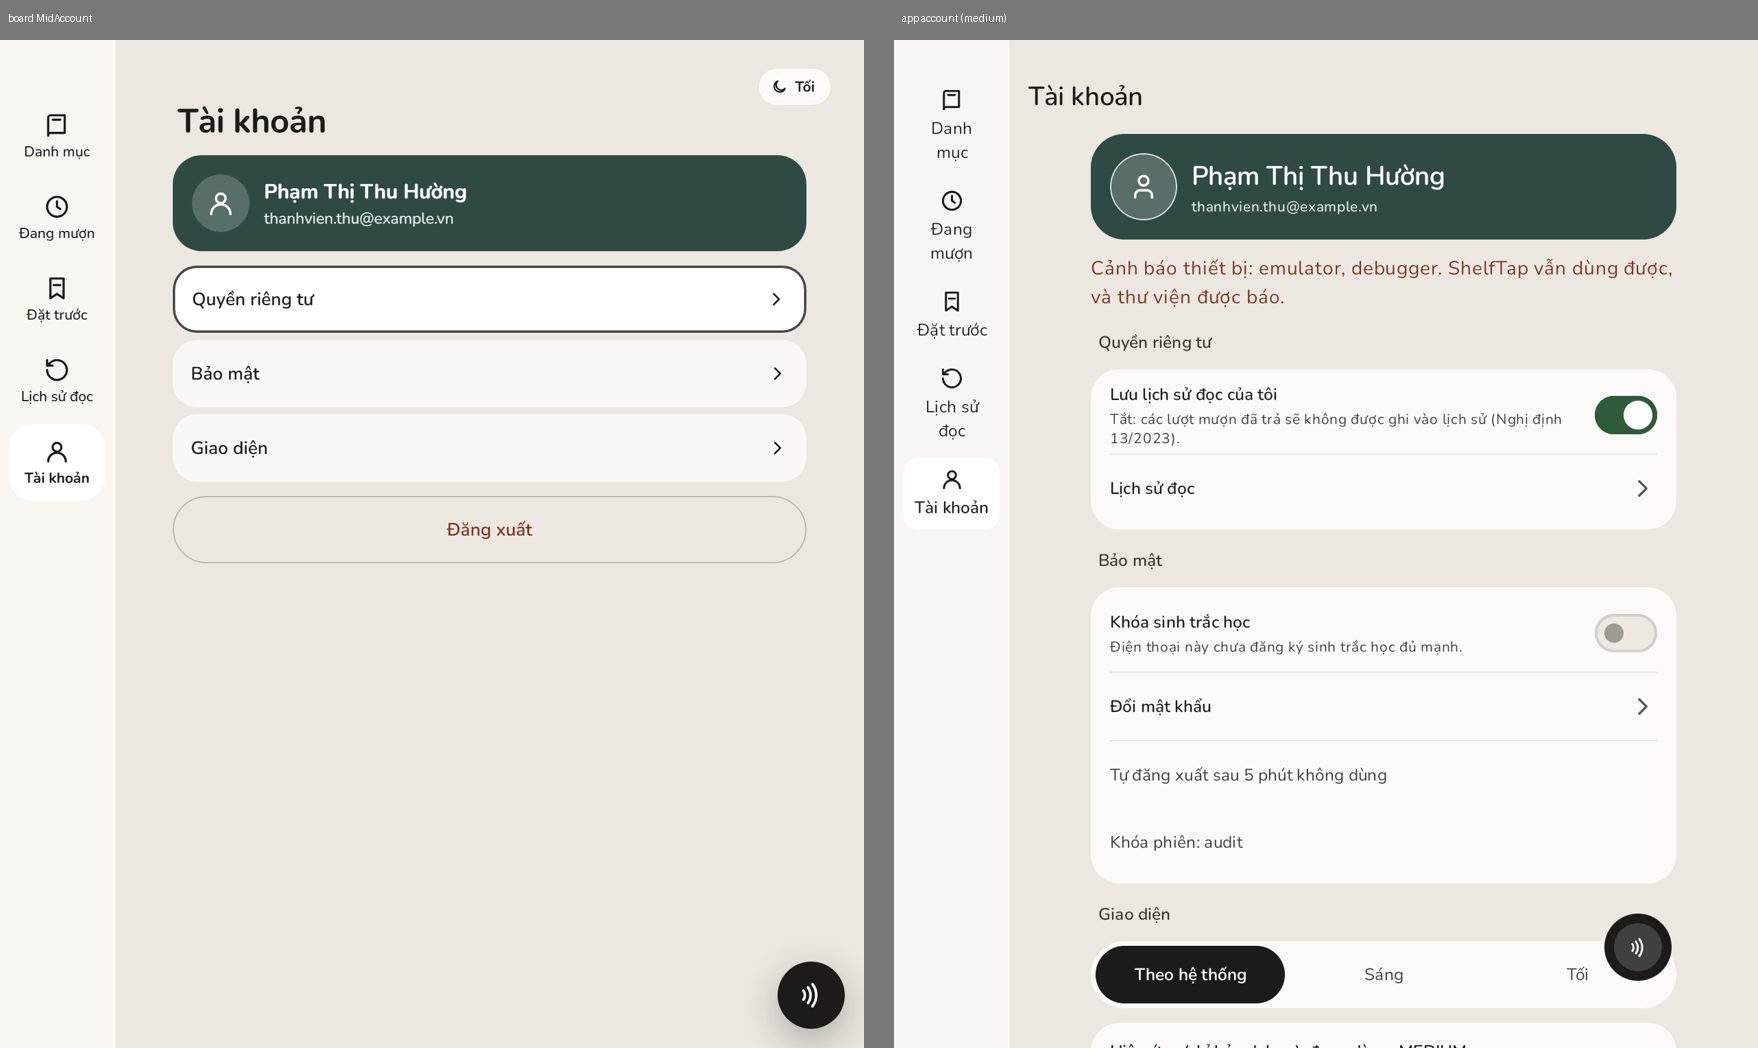 board MidAccount
Danh mục
Đang mượn
Đặt trước
Lịch sử đọc
Tài khoản
Tối
Tài khoản
Phạm Thị Thu Hường
thanhvien.thu@example.vn
Quyền riêng tư
Bảo mật
Giao diện
Đăng xuất
app account (medium)
Danh
mục
Đang
mượn
Đặt trước
Lịch sử
đọc
Tài khoản
Tài khoản
Phạm Thị Thu Hường
thanhvien.thu@example.vn
Cảnh báo thiết bị: emulator, debugger. ShelfTap vẫn dùng được,
và thư viện được báo.
Quyền riêng tư
Lưu lịch sử đọc của tôi
Tắt: các lượt mượn đã trả sẽ không được ghi vào lịch sử (Nghị định
13/2023).
Lịch sử đọc
Bảo mật
Khóa sinh trắc học
Điện thoại này chưa đăng ký sinh trắc học đủ mạnh.
Đổi mật khẩu
Tự đăng xuất sau 5 phút không dùng
Khóa phiên: audit
Giao diện
Theo hệ thống
Sáng
Tối